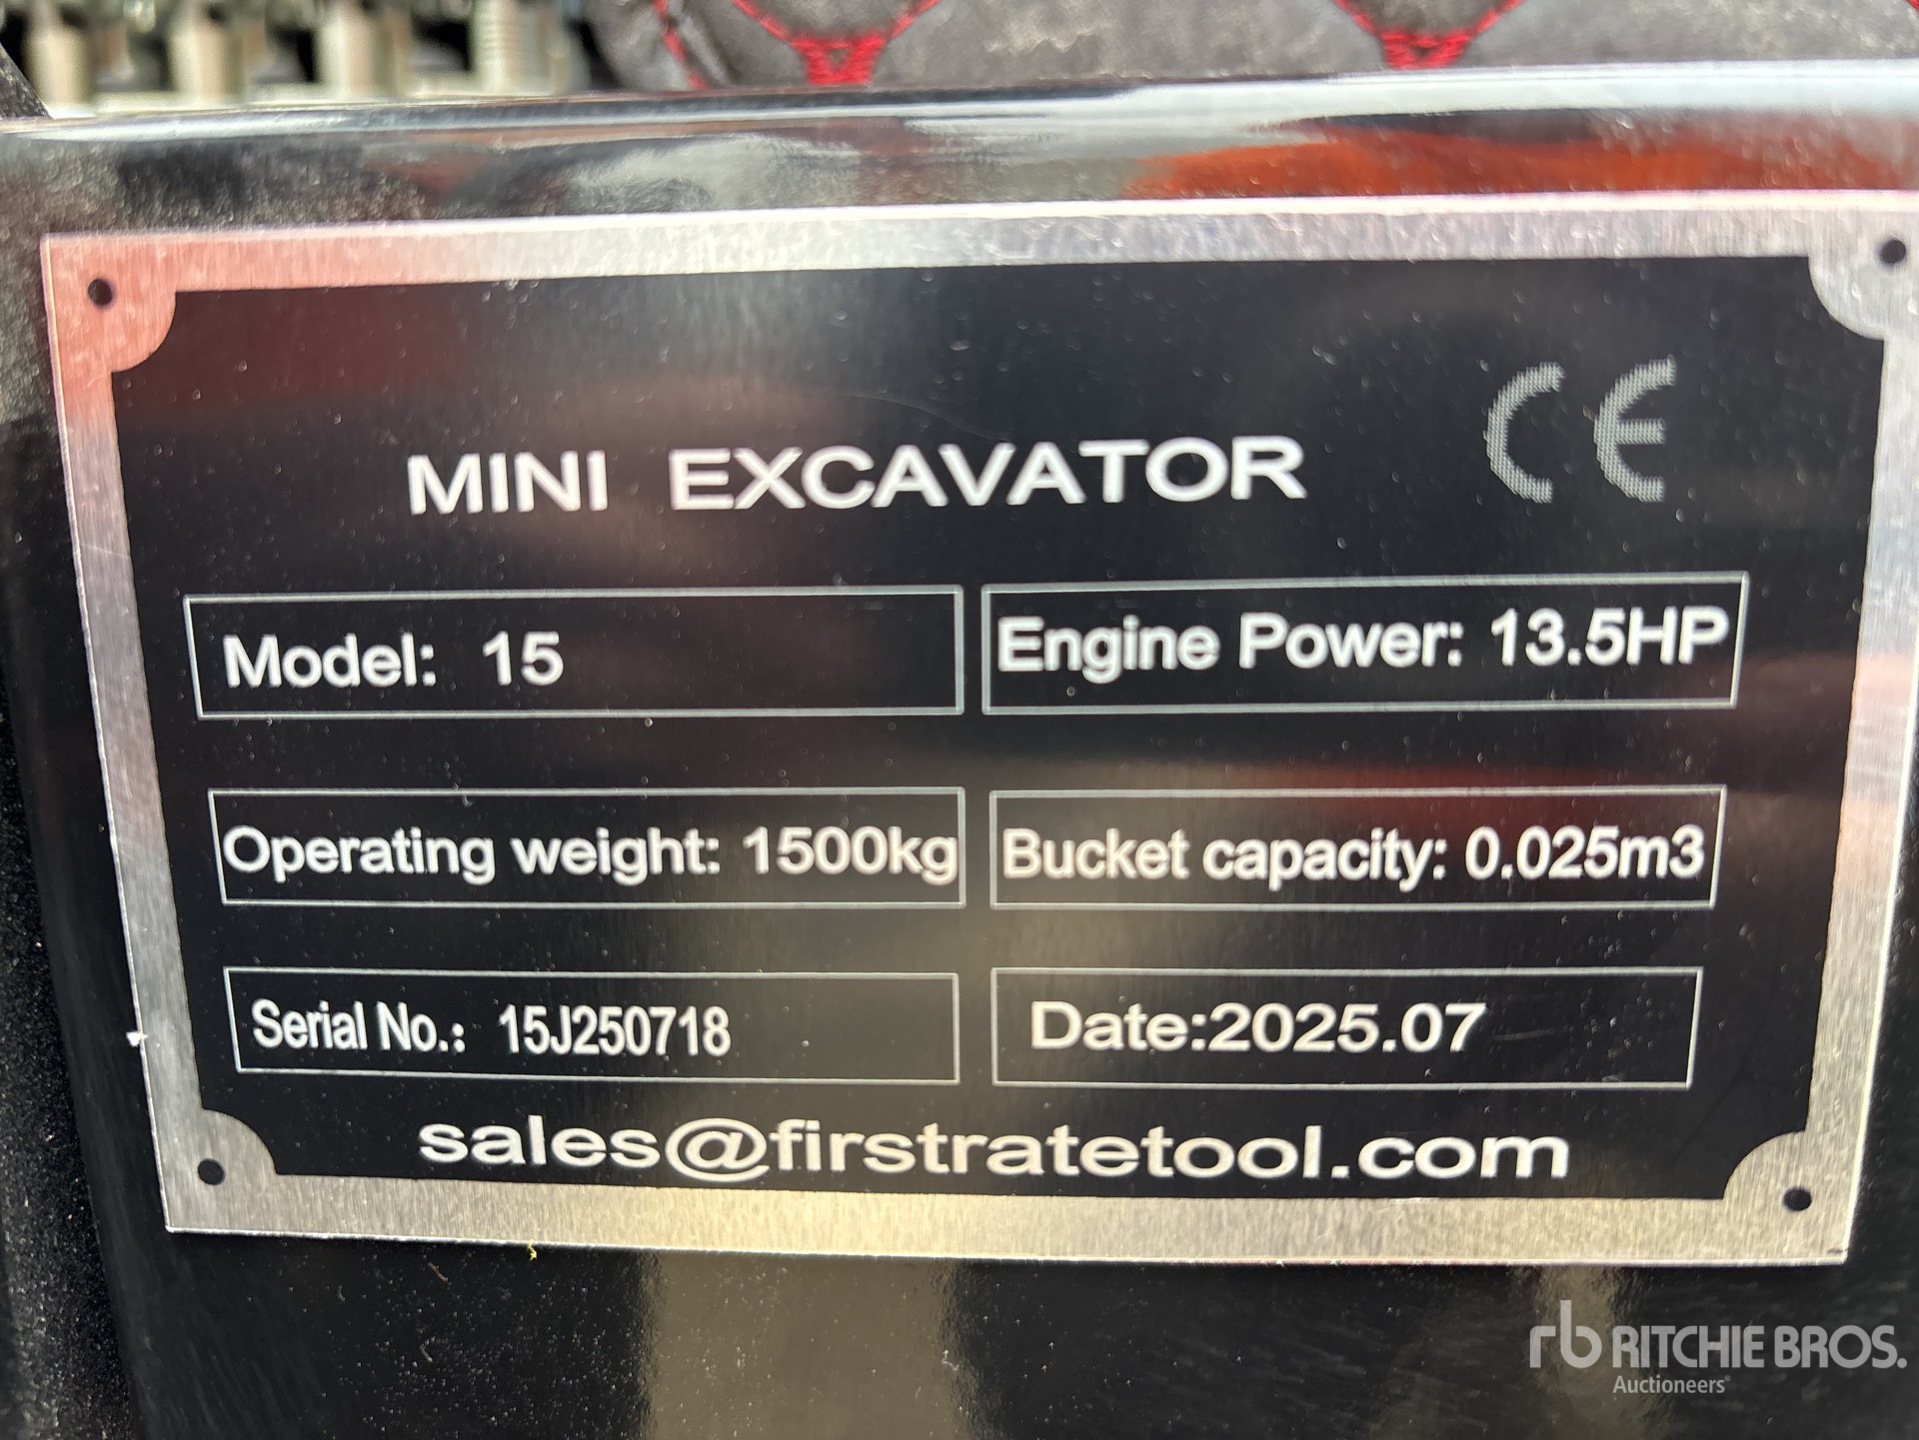 CE
MINI EXCAVATOR
Model: 15
Engine Power: 13.5HP
Operating weight: 1500kg
Bucket capacity: 0.025m3
Serial No.: 15J250718
Date:2025.07
sales@firstratetool.com
rb RITCHIE BROS.
Auctioneers